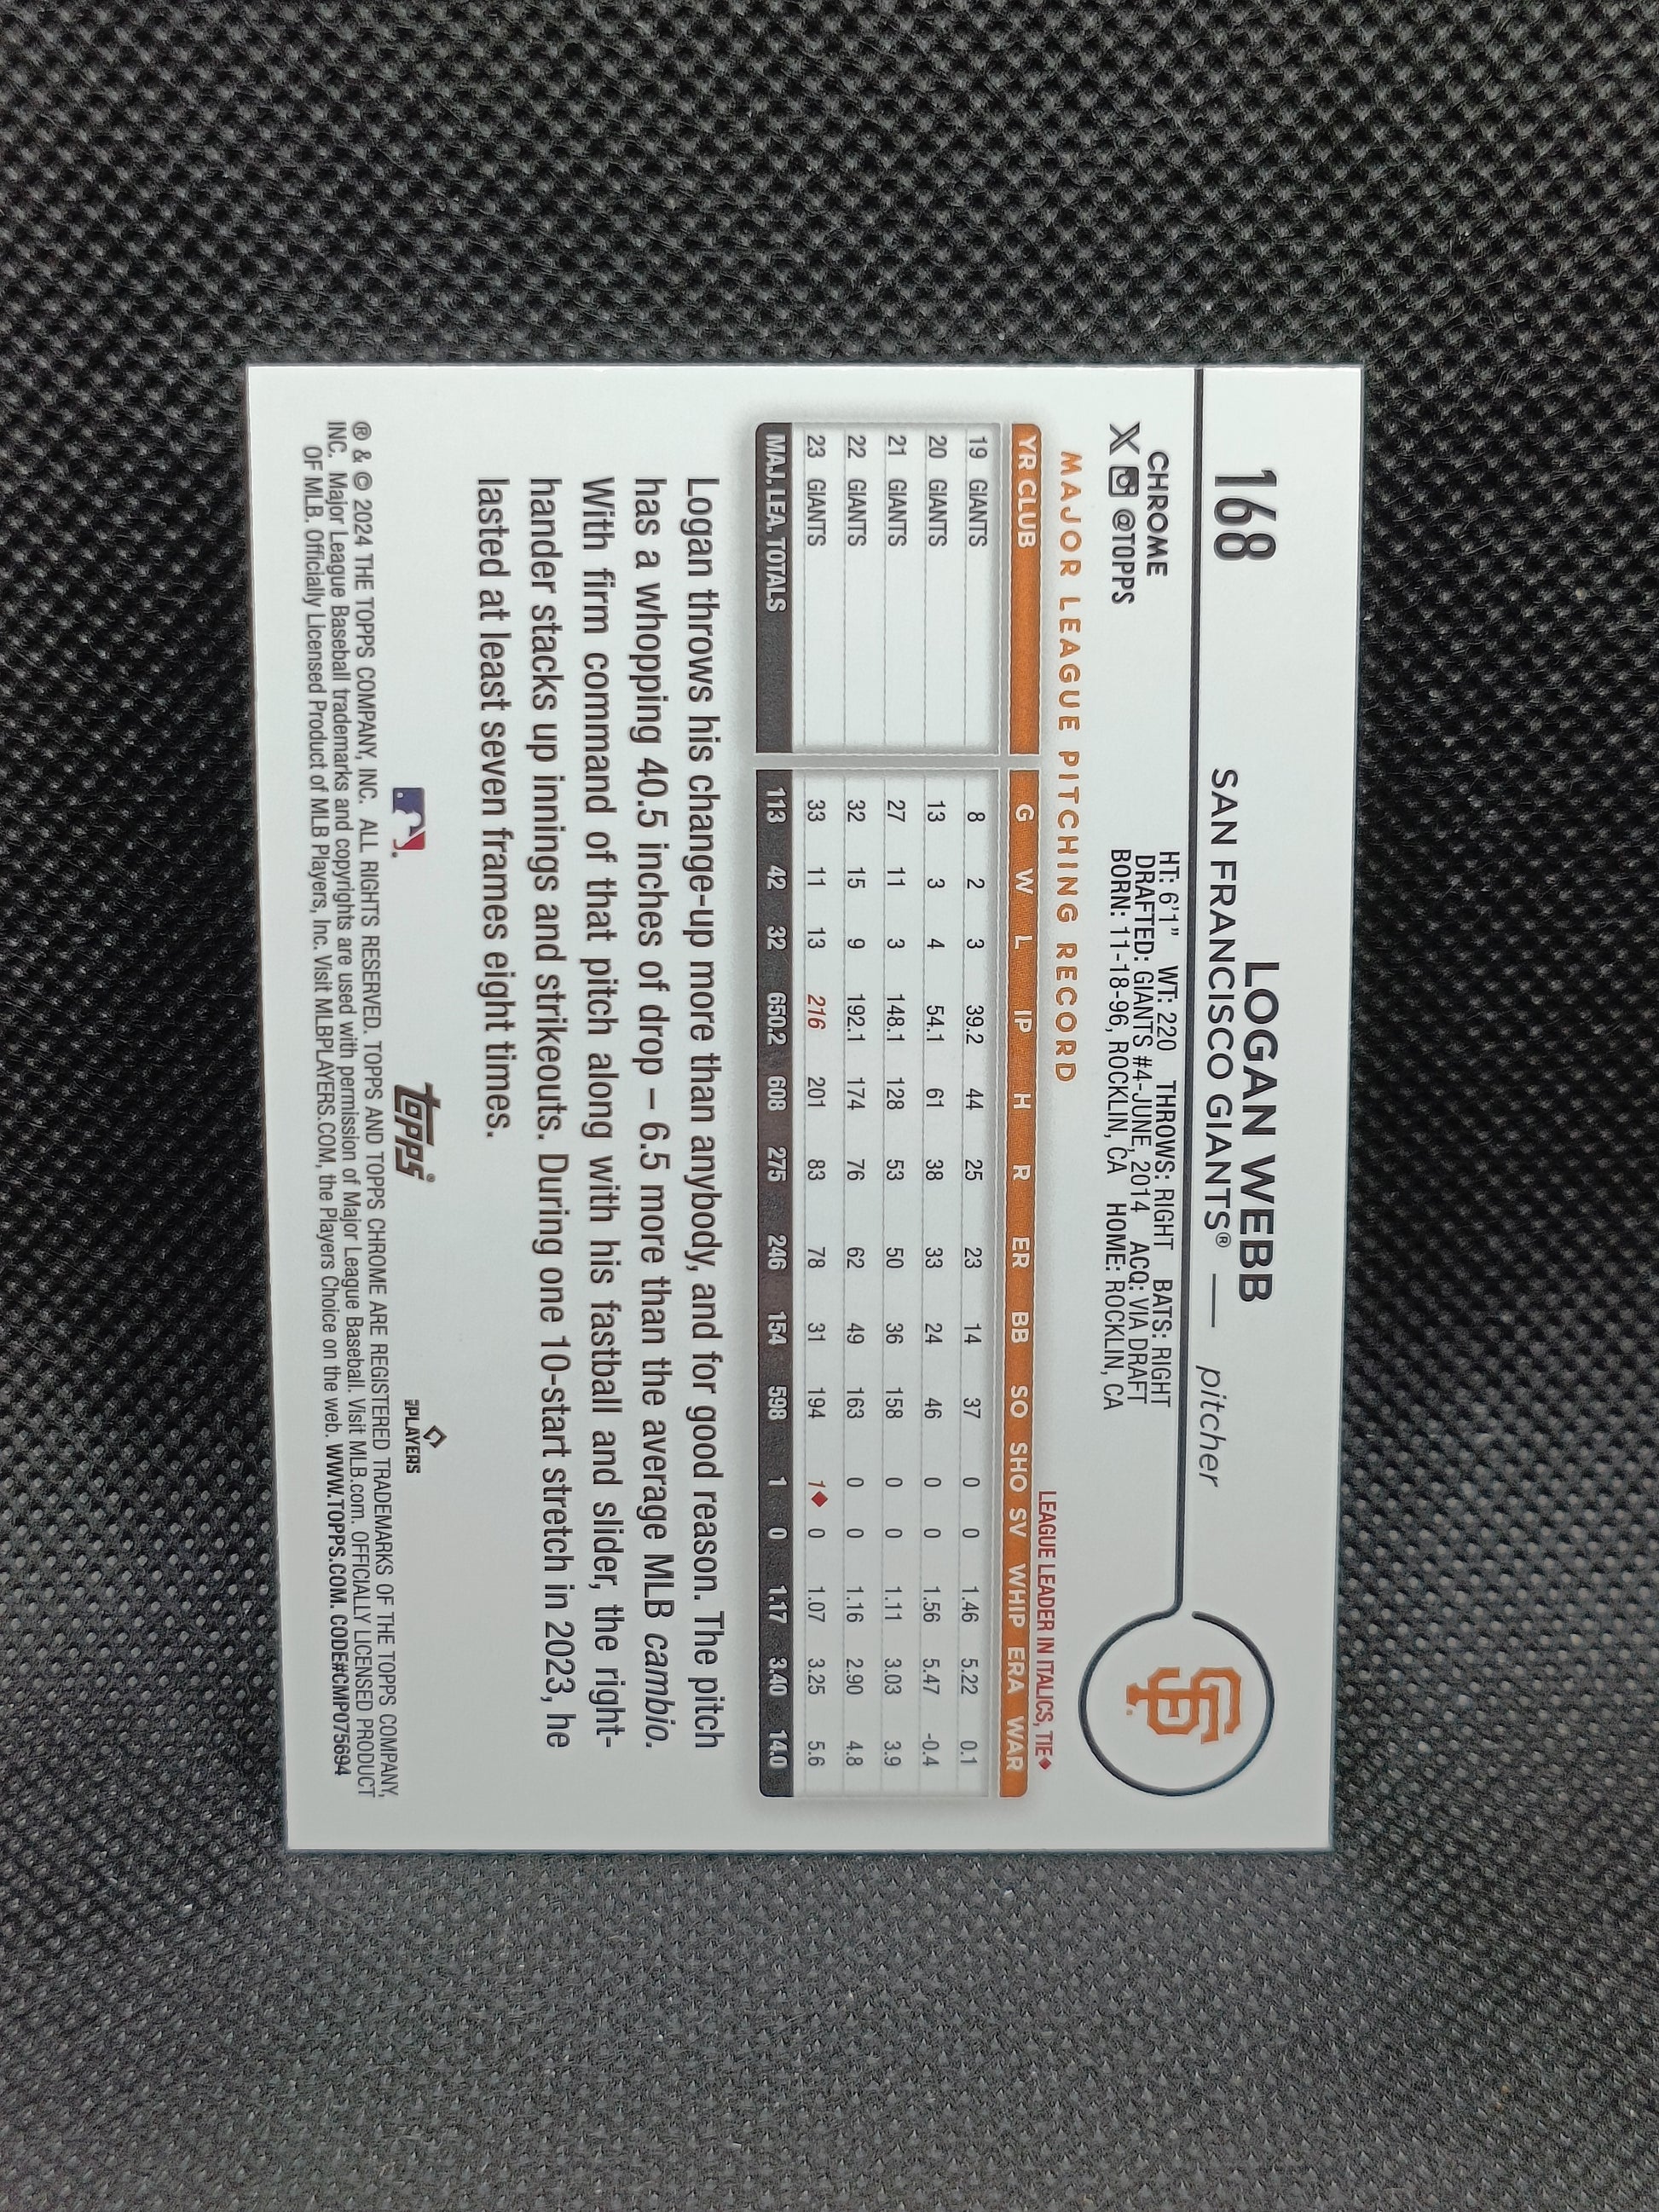 168
LOGAN WEBB
SAN FRANCISCO GIANTS® — pitcher
SF
CHROME
X @TOPPS
HT: 6'1" WT: 220 THROWS: RIGHT BATS: RIGHT
DRAFTED: GIANTS #4-JUNE, 2014 ACQ: VIA DRAFT
BORN: 11-18-96, ROCKLIN, CA HOME: ROCKLIN, CA
MAJOR LEAGUE PITCHING RECORD
LEAGUE LEADER IN ITALICS, TIE♦
YR CLUB G W L IP H R ER BB SO SHO SV WHIP ERA WAR
19 GIANTS 8 2 3 39.2 44 25 23 14 37 0 0 1.46 5.22 0.1
20 GIANTS 13 3 4 54.1 61 38 33 24 46 0 0 1.56 5.47 -0.4
21 GIANTS 27 11 3 148.1 128 53 50 36 158 0 0 1.11 3.03 3.9
22 GIANTS 32 15 9 192.1 174 76 62 49 163 0 0 1.16 2.90 4.8
23 GIANTS 33 11 13 216 201 83 78 31 194 1♦ 0 1.07 3.25 5.6
MAJ. LEA. TOTALS 113 42 32 650.2 608 275 246 154 598 1 0 1.17 3.40 14.0
Logan throws his change-up more than anybody, and for good reason. The pitch
has a whopping 40.5 inches of drop – 6.5 more than the average MLB cambio.
With firm command of that pitch along with his fastball and slider, the right-
hander stacks up innings and strikeouts. During one 10-start stretch in 2023, he
lasted at least seven frames eight times.
topps®
PLAYERS
® & © 2024 THE TOPPS COMPANY, INC. ALL RIGHTS RESERVED. TOPPS AND TOPPS CHROME ARE REGISTERED TRADEMARKS OF THE TOPPS COMPANY,
INC. Major League Baseball trademarks and copyrights are used with permission of Major League Baseball. Visit MLB.com. OFFICIALLY LICENSED PRODUCT
OF MLB. Officially Licensed Product of MLB Players, Inc. Visit MLBPLAYERS.COM, the Players Choice on the web. WWW.TOPPS.COM. CODE#CMP075694